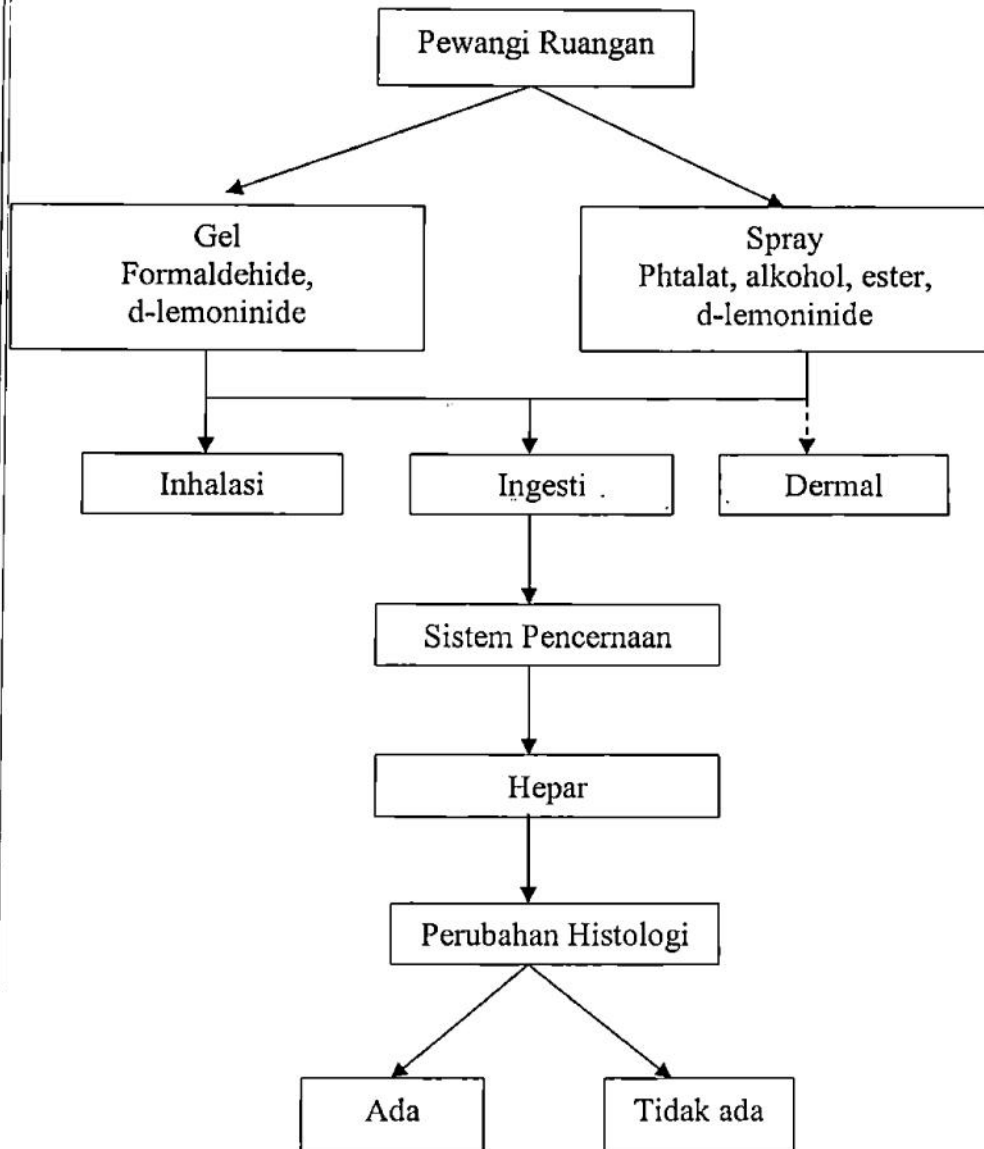 Pewangi Ruangan
Gel
Formaldehide,
d-lemoninide
Spray
Phtalat, alkohol, ester,
d-lemoninide
Inhalasi
Ingesti
Dermal
Sistem Pencernaan
Hepar
Perubahan Histologi
Ada
Tidak ada